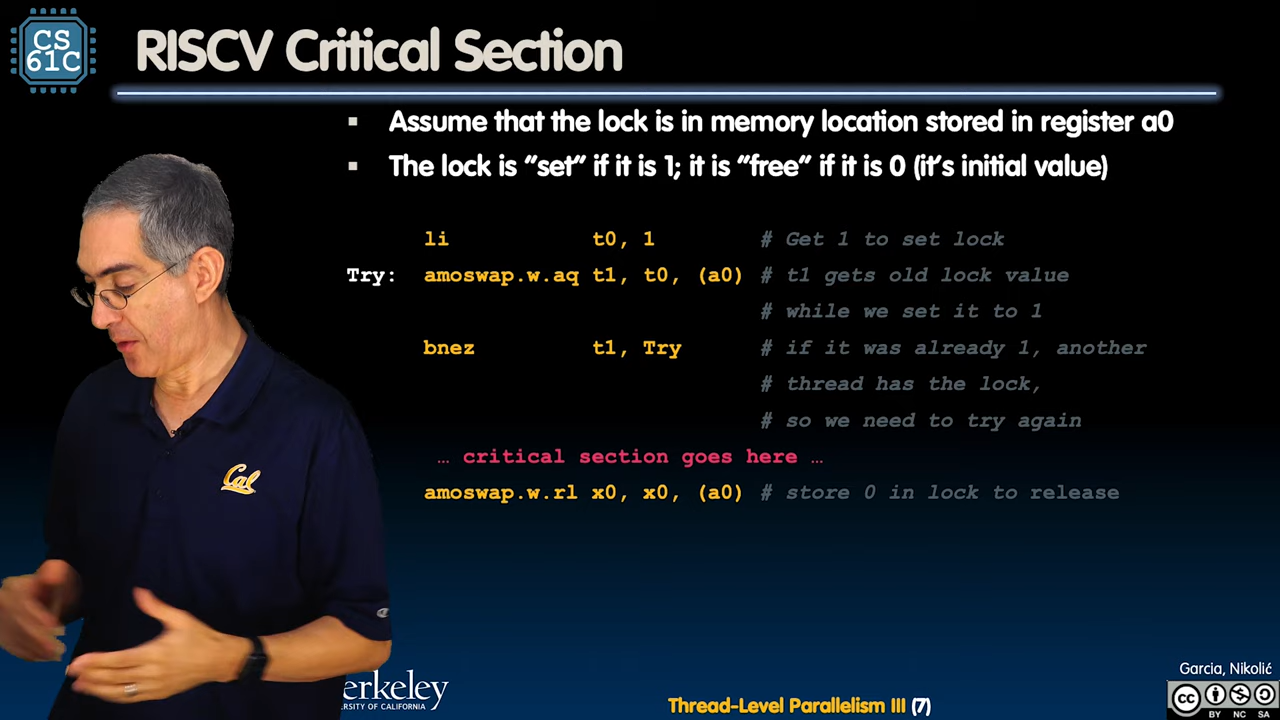 CS
61C
RISCV Critical Section
▪ Assume that the lock is in memory location stored in register a0
▪ The lock is "set" if it is 1; it is "free" if it is 0 (it's initial value)
li t0, 1 # Get 1 to set lock
Try: amoswap.w.aq t1, t0, (a0) # t1 gets old lock value
# while we set it to 1
bnez t1, Try # if it was already 1, another
# thread has the lock,
# so we need to try again
… critical section goes here …
amoswap.w.rl x0, x0, (a0) # store 0 in lock to release
Cal
erkeley
UNIVERSITY OF CALIFORNIA
Thread-Level Parallelism III (7)
Garcia, Nikolić
cc
BY NC SA